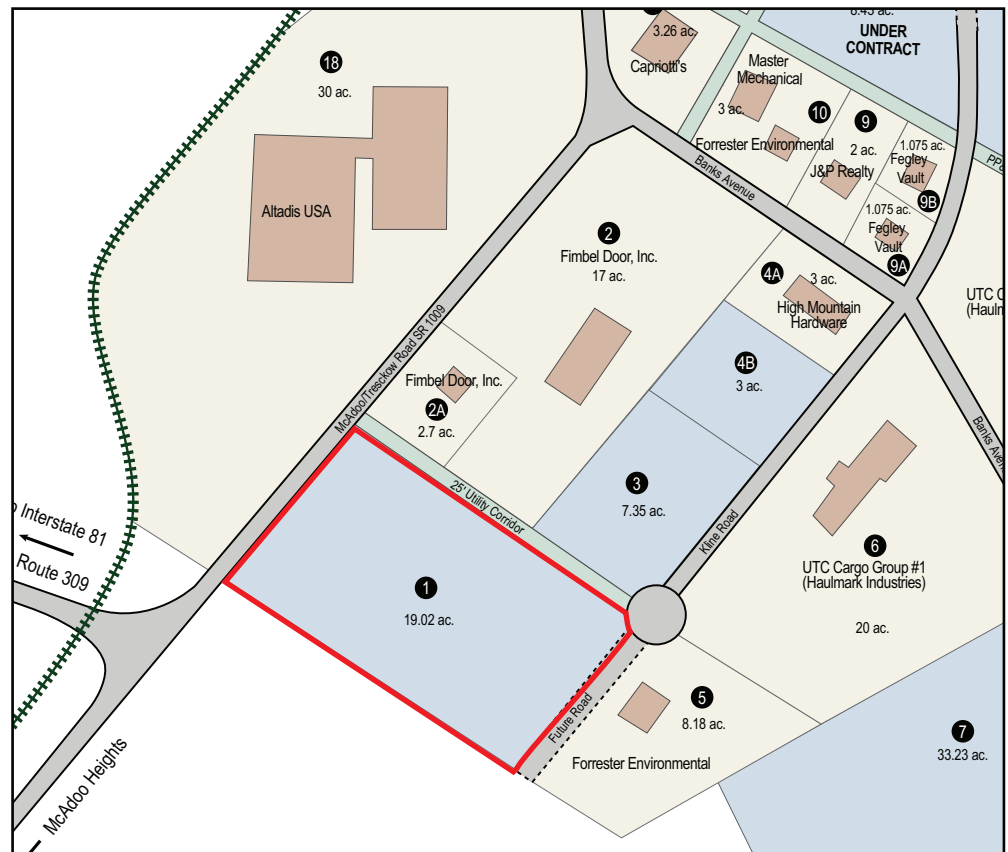 8.43 ac.
UNDER
CONTRACT
3.26 ac.
Capriotti's
Master
Mechanical
3 ac.
10
Forrester Environmental
9
2 ac.
J&P Realty
1.075 ac.
Fegley
Vault
9B
1.075 ac.
Fegley
Vault
9A
18
30 ac.
Altadis USA
Banks Avenue
2
Fimbel Door, Inc.
17 ac.
4A
3 ac.
High Mountain
Hardware
UTC C
(Haulm
McAdoo/Tresckow Road SR 1009
Fimbel Door, Inc.
2A
2.7 ac.
4B
3 ac.
Banks Aven
25' Utility Corridor
3
7.35 ac.
Kline Road
6
UTC Cargo Group #1
(Haulmark Industries)
20 ac.
o Interstate 81
Route 309
1
19.02 ac.
Future Road
5
8.18 ac.
Forrester Environmental
7
33.23 ac.
McAdoo Heights